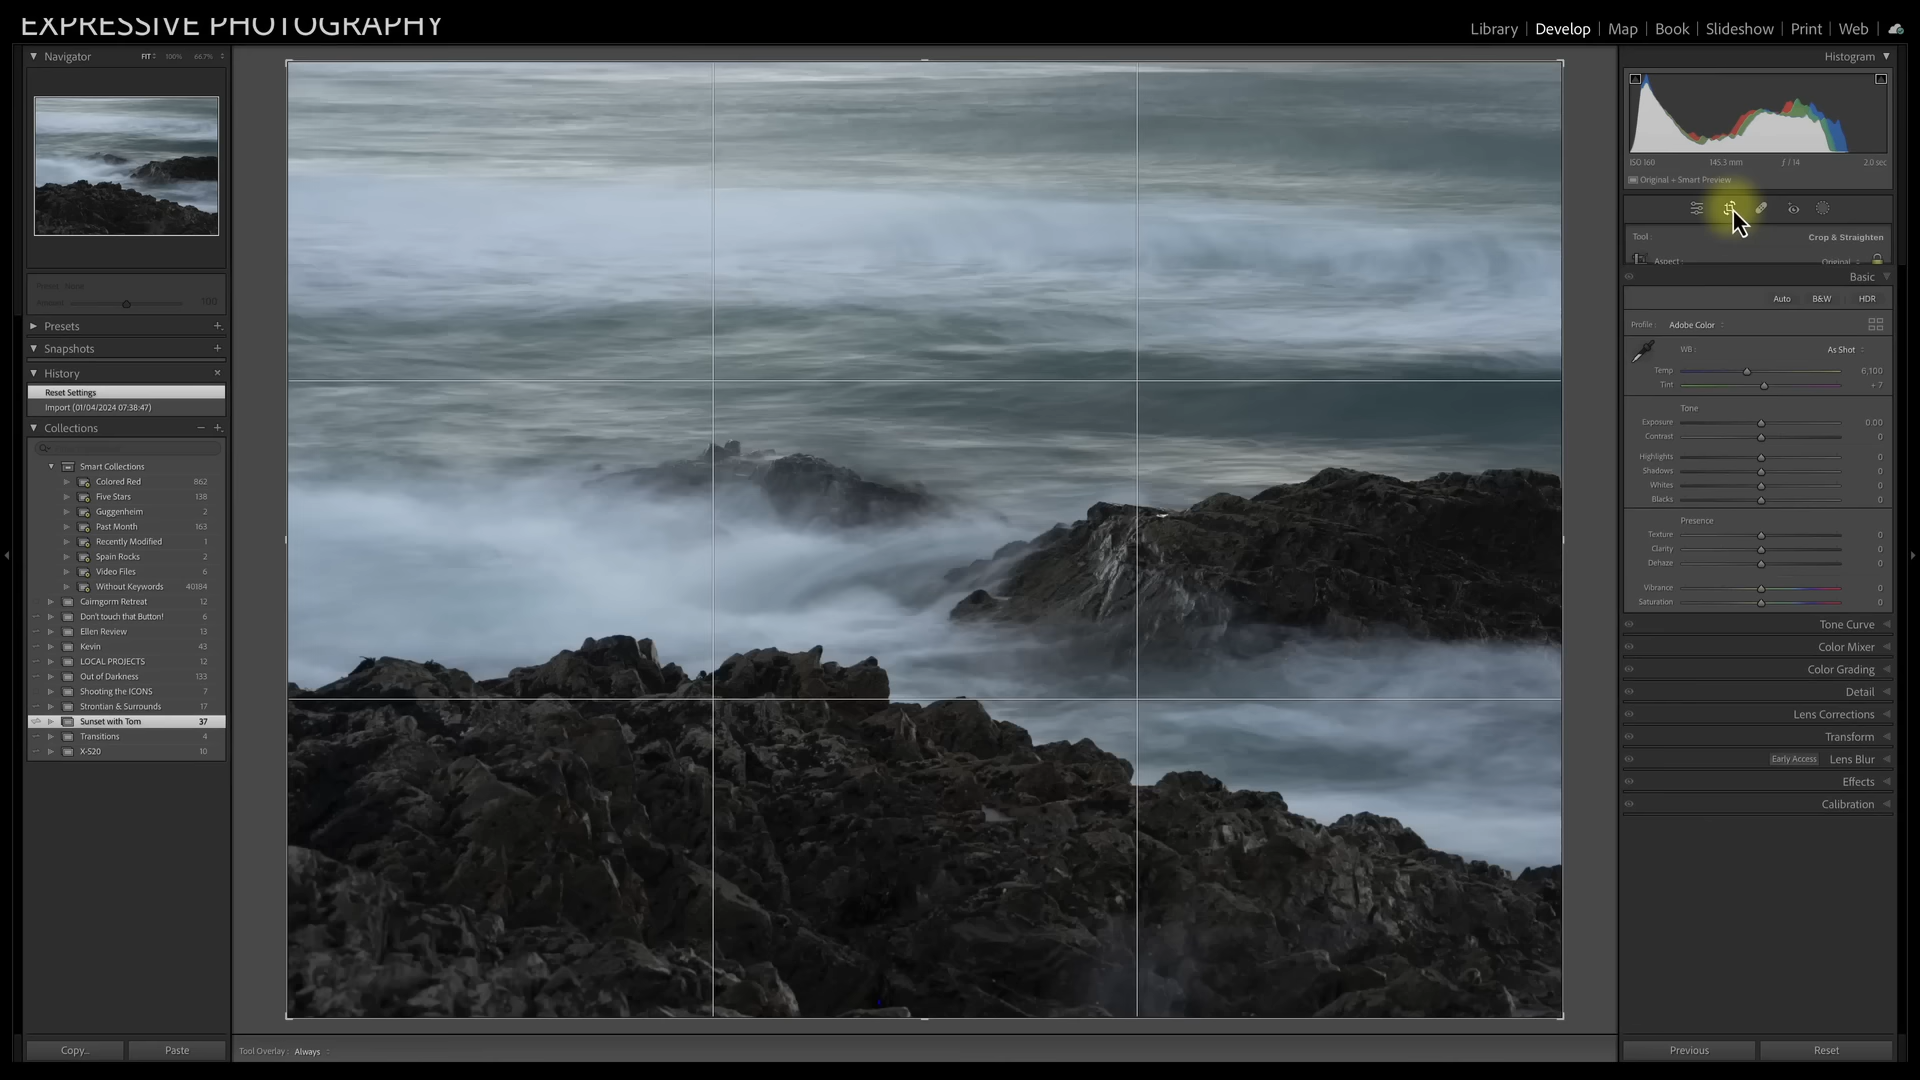 EXPRESSIVE PHOTOGRAPHY
Library | Develop | Map | Book | Slideshow | Print | Web
Navigator FIT 100% 66.7%
100
Presets
Snapshots
History
Reset Settings
Import (01/04/2024 07:38:47)
Collections
Smart Collections
Colored Red 862
Five Stars 138
Guggenheim 2
Past Month 163
Recently Modified 1
Spain Rocks 2
Video Files 6
Without Keywords 40184
Cairngorm Retreat 12
Don't touch that Button! 6
Ellen Review 13
Kevin 43
LOCAL PROJECTS 12
Out of Darkness 133
Shooting the ICONS 7
Strontian & Surrounds 17
Sunset with Tom 37
Transitions 4
X-S20 10
Copy... Paste
Tool Overlay: Always
Histogram
ISO 160 145.3 mm ƒ / 14 2.0 sec
Original + Smart Preview
Tool: Crop & Straighten
Aspect: Original
Basic
Auto B&W HDR
Profile: Adobe Color
WB: As Shot
Temp 6,100
Tint + 7
Tone
Exposure 0.00
Contrast 0
Highlights 0
Shadows 0
Whites 0
Blacks 0
Presence
Texture 0
Clarity 0
Dehaze 0
Vibrance 0
Saturation 0
Tone Curve
Color Mixer
Color Grading
Detail
Lens Corrections
Transform
Early Access Lens Blur
Effects
Calibration
Previous Reset